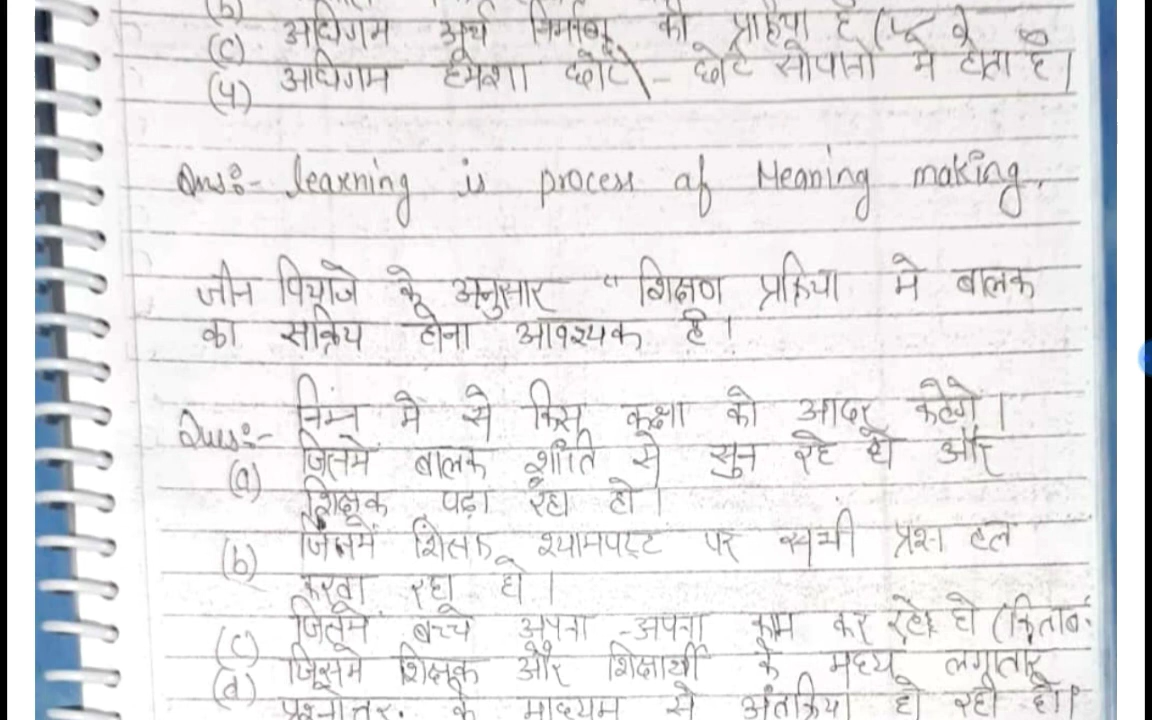 (b)
(c) अधिगम अर्थ निर्माण की प्रक्रिया है (
(4) अधिगम हमेशा छोटे - छोटे सोपानो मे होता है।
Ans:- learning is process of Meaning making.
जीन पियाजे के अनुसार " शिक्षण प्रक्रिया मे बालक
का सक्रिय होना आवश्यक है।
Ques:- निम्न मे से किस कक्षा को आदर्‍ कहेगे।
(a) जिसमे बालक शांति से सुन रहे हो और
शिक्षक पढ़ा रहा हो।
(b) जिसमे शिक्षक श्यामपट्ट पर सभी प्रश्न हल
करवा रहा हो।
(c) जिसमे बच्चे अपना -अपना काम कर रहे हो (किताब.
(d) जिसमे शिक्षक और शिक्षार्थी के मध्य लगातार
प्रश्नोत्तर. के माध्यम से अंतक्रिया हो रही हो।